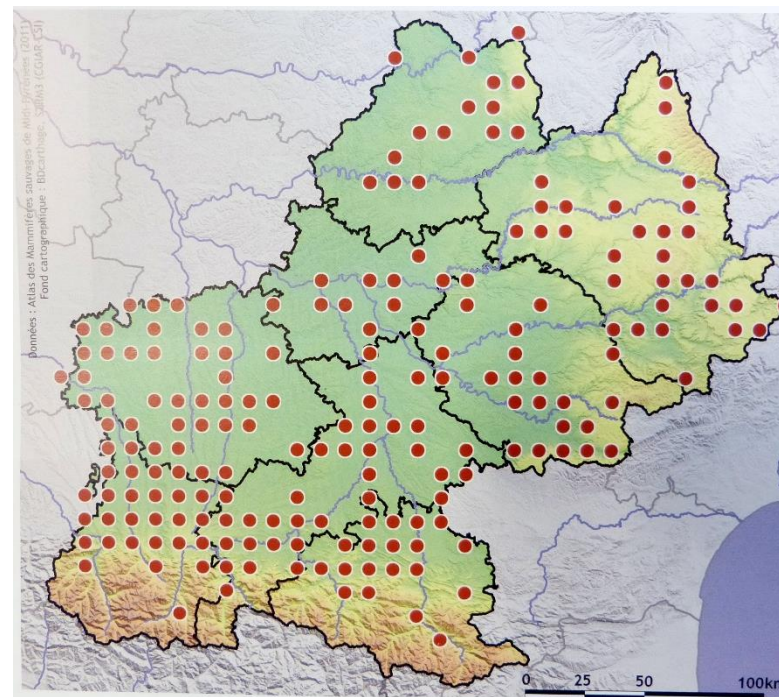 Données : Atlas des Mammifères sauvages de Midi-Pyrénées (2011)
Fond cartographique : BDcarthage, SRTM3 (CGIAR-CSI)
0 25 50 100km